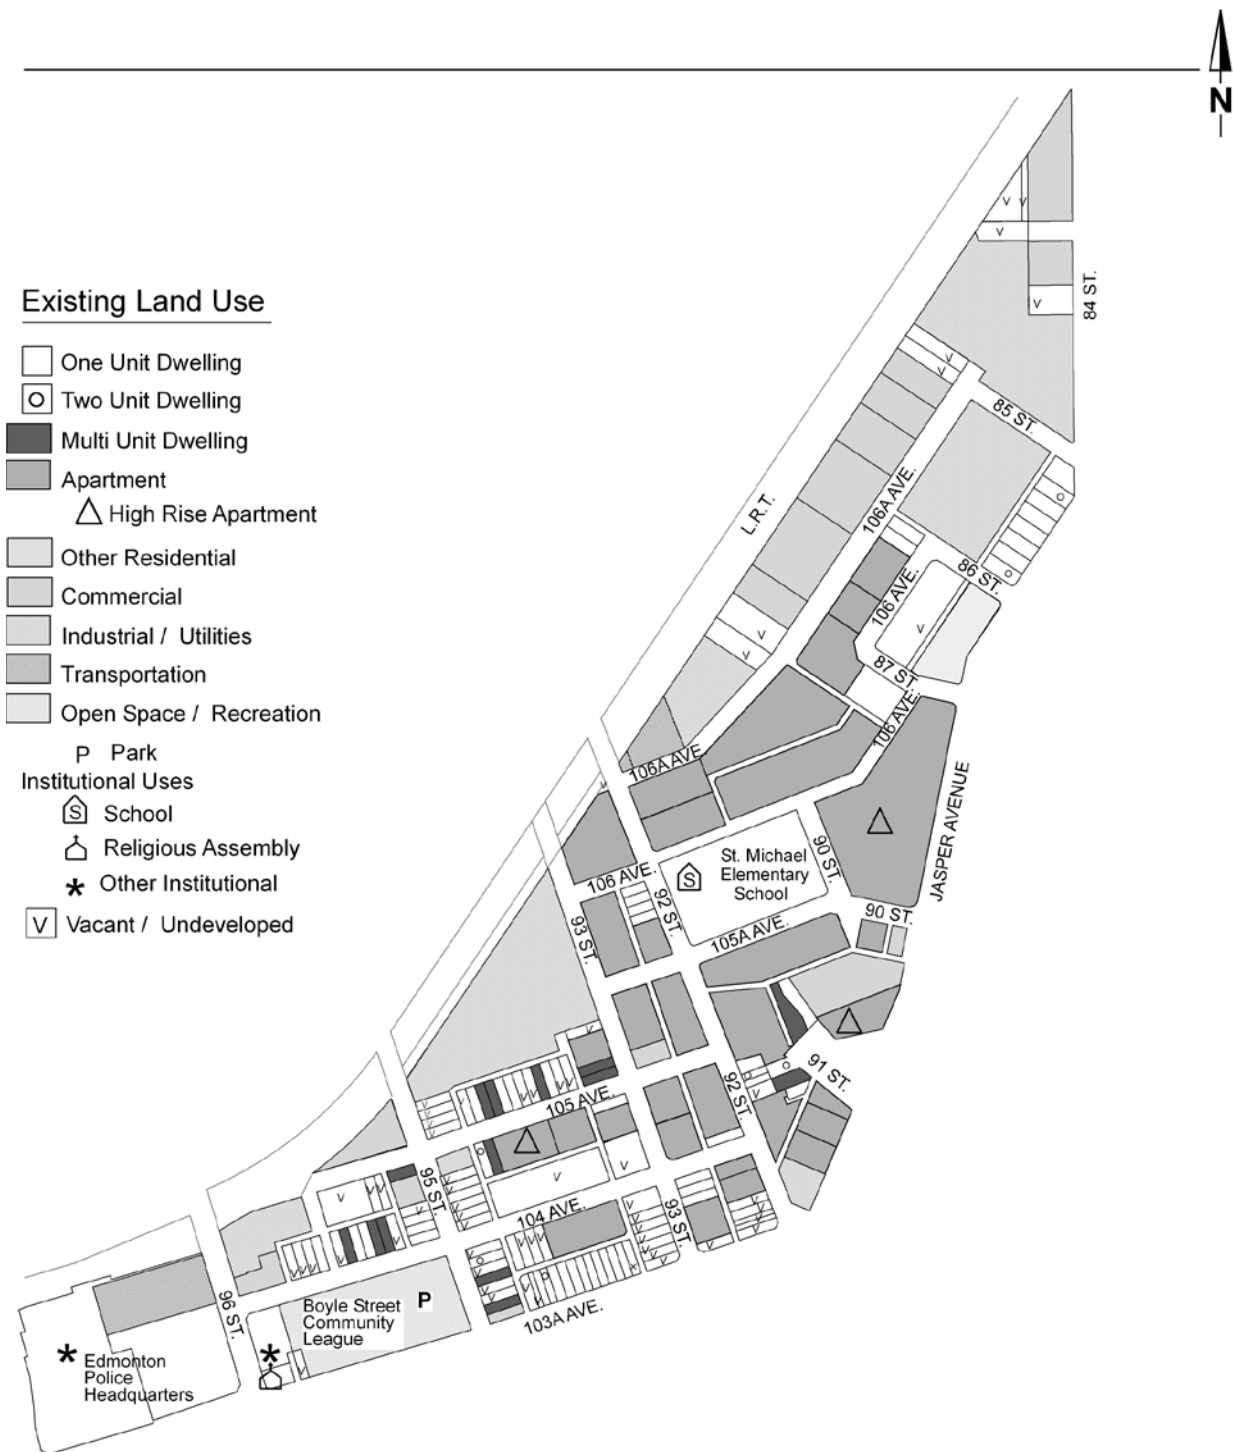 N
Existing Land Use
One Unit Dwelling
Two Unit Dwelling
Multi Unit Dwelling
Apartment
High Rise Apartment
Other Residential
Commercial
Industrial / Utilities
Transportation
Open Space / Recreation
P Park
Institutional Uses
S School
Religious Assembly
* Other Institutional
V Vacant / Undeveloped
84 ST.
85 ST.
L.R.T.
106A AVE.
86 ST.
106 AVE.
87 ST.
106 AVE.
106A AVE.
JASPER AVENUE
90 ST.
S
St. Michael
Elementary
School
106 AVE.
92 ST.
90 ST.
93 ST.
105A AVE.
91 ST.
92 ST.
105 AVE.
95 ST.
104 AVE.
93 ST.
103A AVE.
96 ST.
Boyle Street
Community
League
P
* Edmonton
Police
Headquarters
*